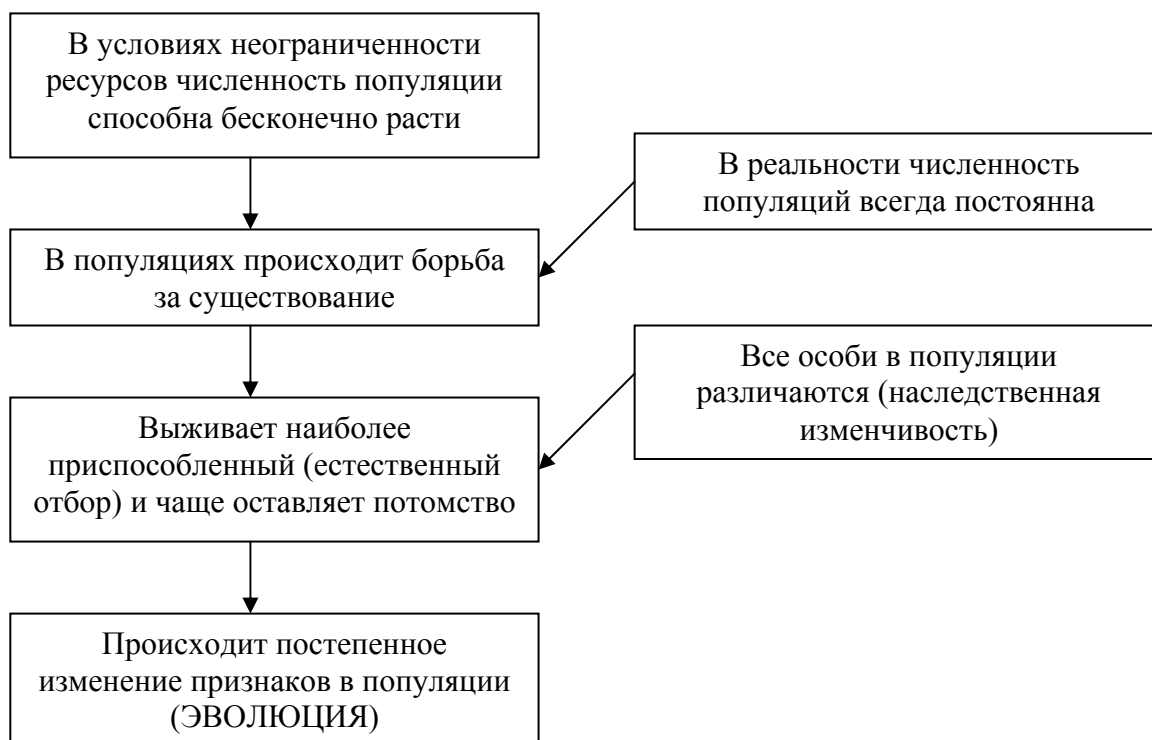 В условиях неограниченности
ресурсов численность популяции
способна бесконечно расти
В реальности численность
популяций всегда постоянна
В популяциях происходит борьба
за существование
Все особи в популяции
различаются (наследственная
изменчивость)
Выживает наиболее
приспособленный (естественный
отбор) и чаще оставляет потомство
Происходит постепенное
изменение признаков в популяции
(ЭВОЛЮЦИЯ)